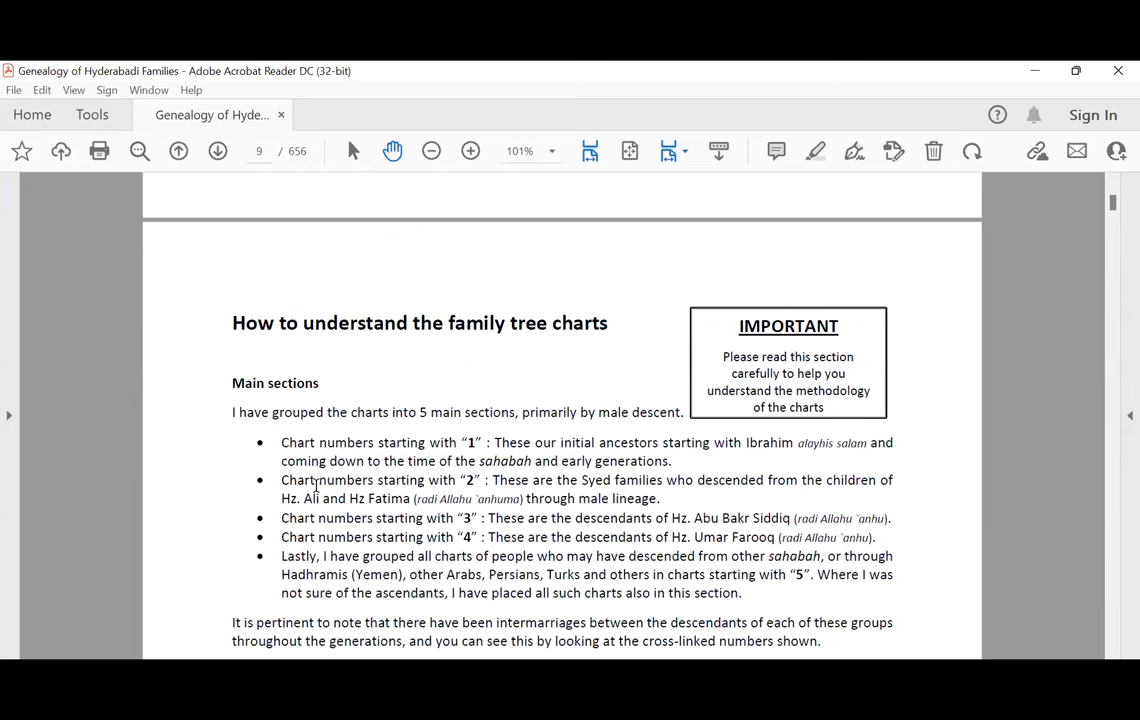 Genealogy of Hyderabadi Families - Adobe Acrobat Reader DC (32-bit)
File Edit View Sign Window Help
Home Tools Genealogy of Hyde... × Sign In
9 / 656 101%
How to understand the family tree charts
IMPORTANT
Please read this section
carefully to help you
understand the methodology
of the charts
Main sections
I have grouped the charts into 5 main sections, primarily by male descent.
• Chart numbers starting with “1” : These our initial ancestors starting with Ibrahim alayhis salam and
coming down to the time of the sahabah and early generations.
• Chart numbers starting with “2” : These are the Syed families who descended from the children of
Hz. Ali and Hz Fatima (radi Allahu `anhuma) through male lineage.
• Chart numbers starting with “3” : These are the descendants of Hz. Abu Bakr Siddiq (radi Allahu `anhu).
• Chart numbers starting with “4” : These are the descendants of Hz. Umar Farooq (radi Allahu `anhu).
• Lastly, I have grouped all charts of people who may have descended from other sahabah, or through
Hadhramis (Yemen), other Arabs, Persians, Turks and others in charts starting with “5”. Where I was
not sure of the ascendants, I have placed all such charts also in this section.
It is pertinent to note that there have been intermarriages between the descendants of each of these groups
throughout the generations, and you can see this by looking at the cross-linked numbers shown.